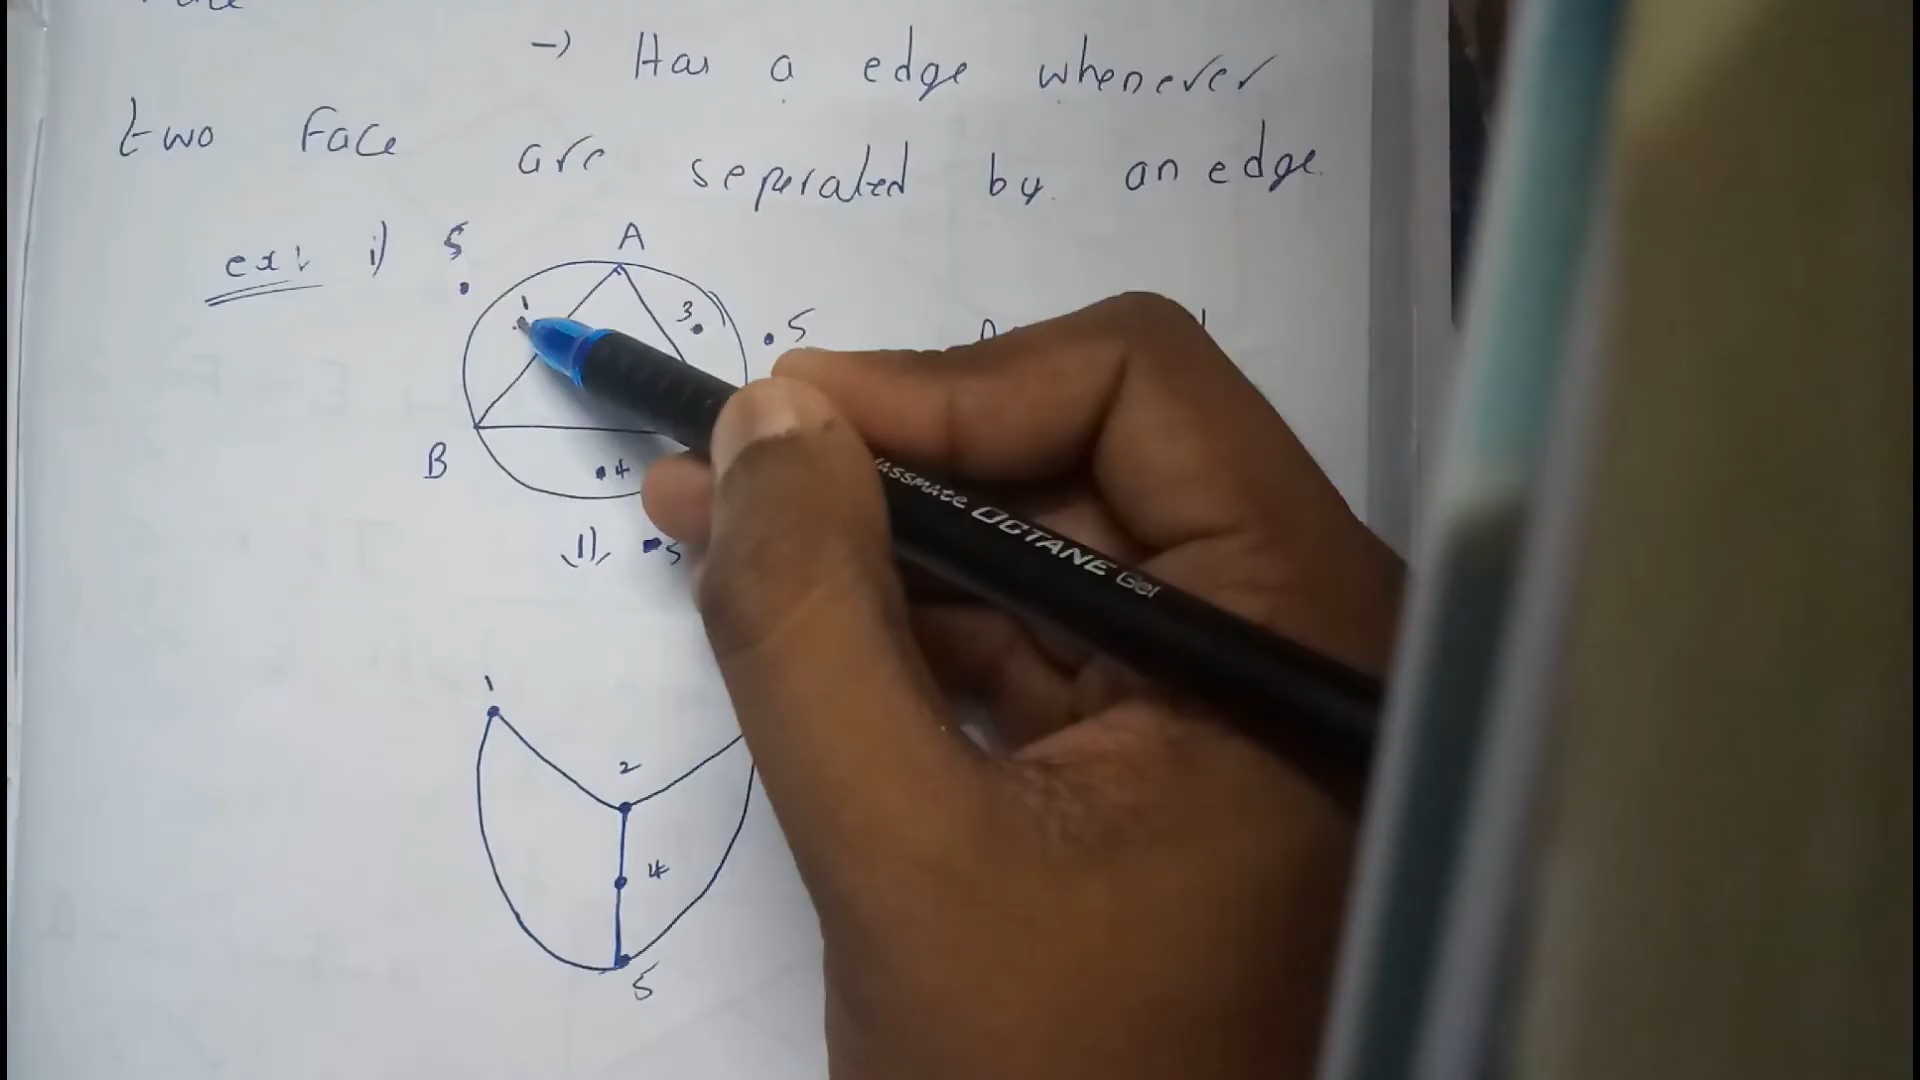 -> Has a edge whenever
two Face are seperated by an edge.
ex: i) 5 A
1 3 5
B 4
5
1
2
4
5
CLASSMATE OCTANE Gel